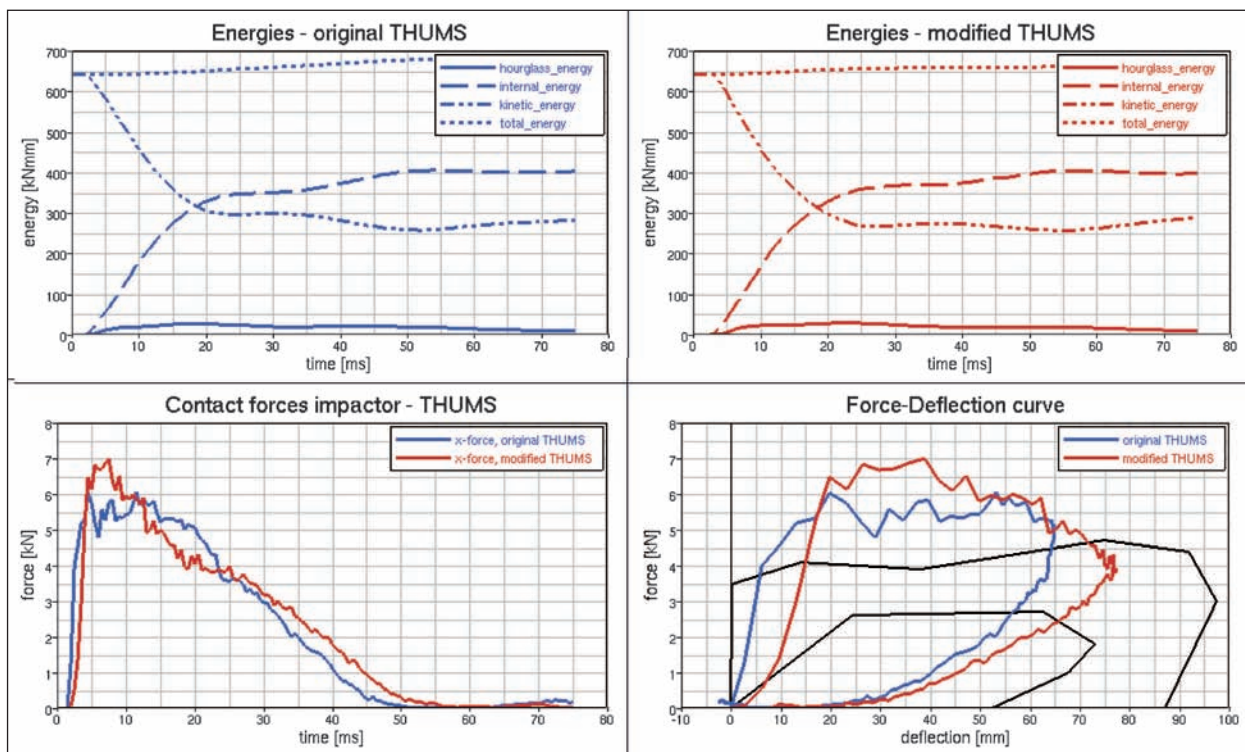 Energies - original THUMS
700
600
500
400
300
200
100
0
energy [kNmm]
hourglass_energy
internal_energy
kinetic_energy
total_energy
0 10 20 30 40 50 60 70 80
time [ms]
Energies - modified THUMS
700
600
500
400
300
200
100
0
energy [kNmm]
hourglass_energy
internal_energy
kinetic_energy
total_energy
0 10 20 30 40 50 60 70 80
time [ms]
Contact forces impactor - THUMS
8
7
6
5
4
3
2
1
0
force [kN]
x-force, original THUMS
x-force, modified THUMS
0 10 20 30 40 50 60 70 80
time [ms]
Force-Deflection curve
8
7
6
5
4
3
2
1
0
force [kN]
original THUMS
modified THUMS
-10 0 10 20 30 40 50 60 70 80 90 100
deflection [mm]